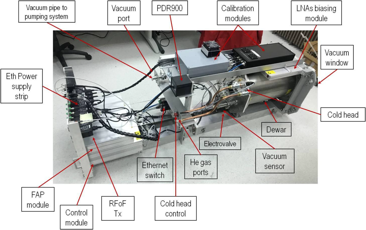 Vacuum pipe to
pumping system
Vacuum
port
PDR900
Calibration
modules
LNAs biasing
module
Vacuum
window
Eth Power
supply
strip
Cold head
Dewar
Electrovalve
Vacuum
sensor
Ethernet
switch
He gas
ports
FAP
module
Control
module
RFoF
Tx
Cold head
control